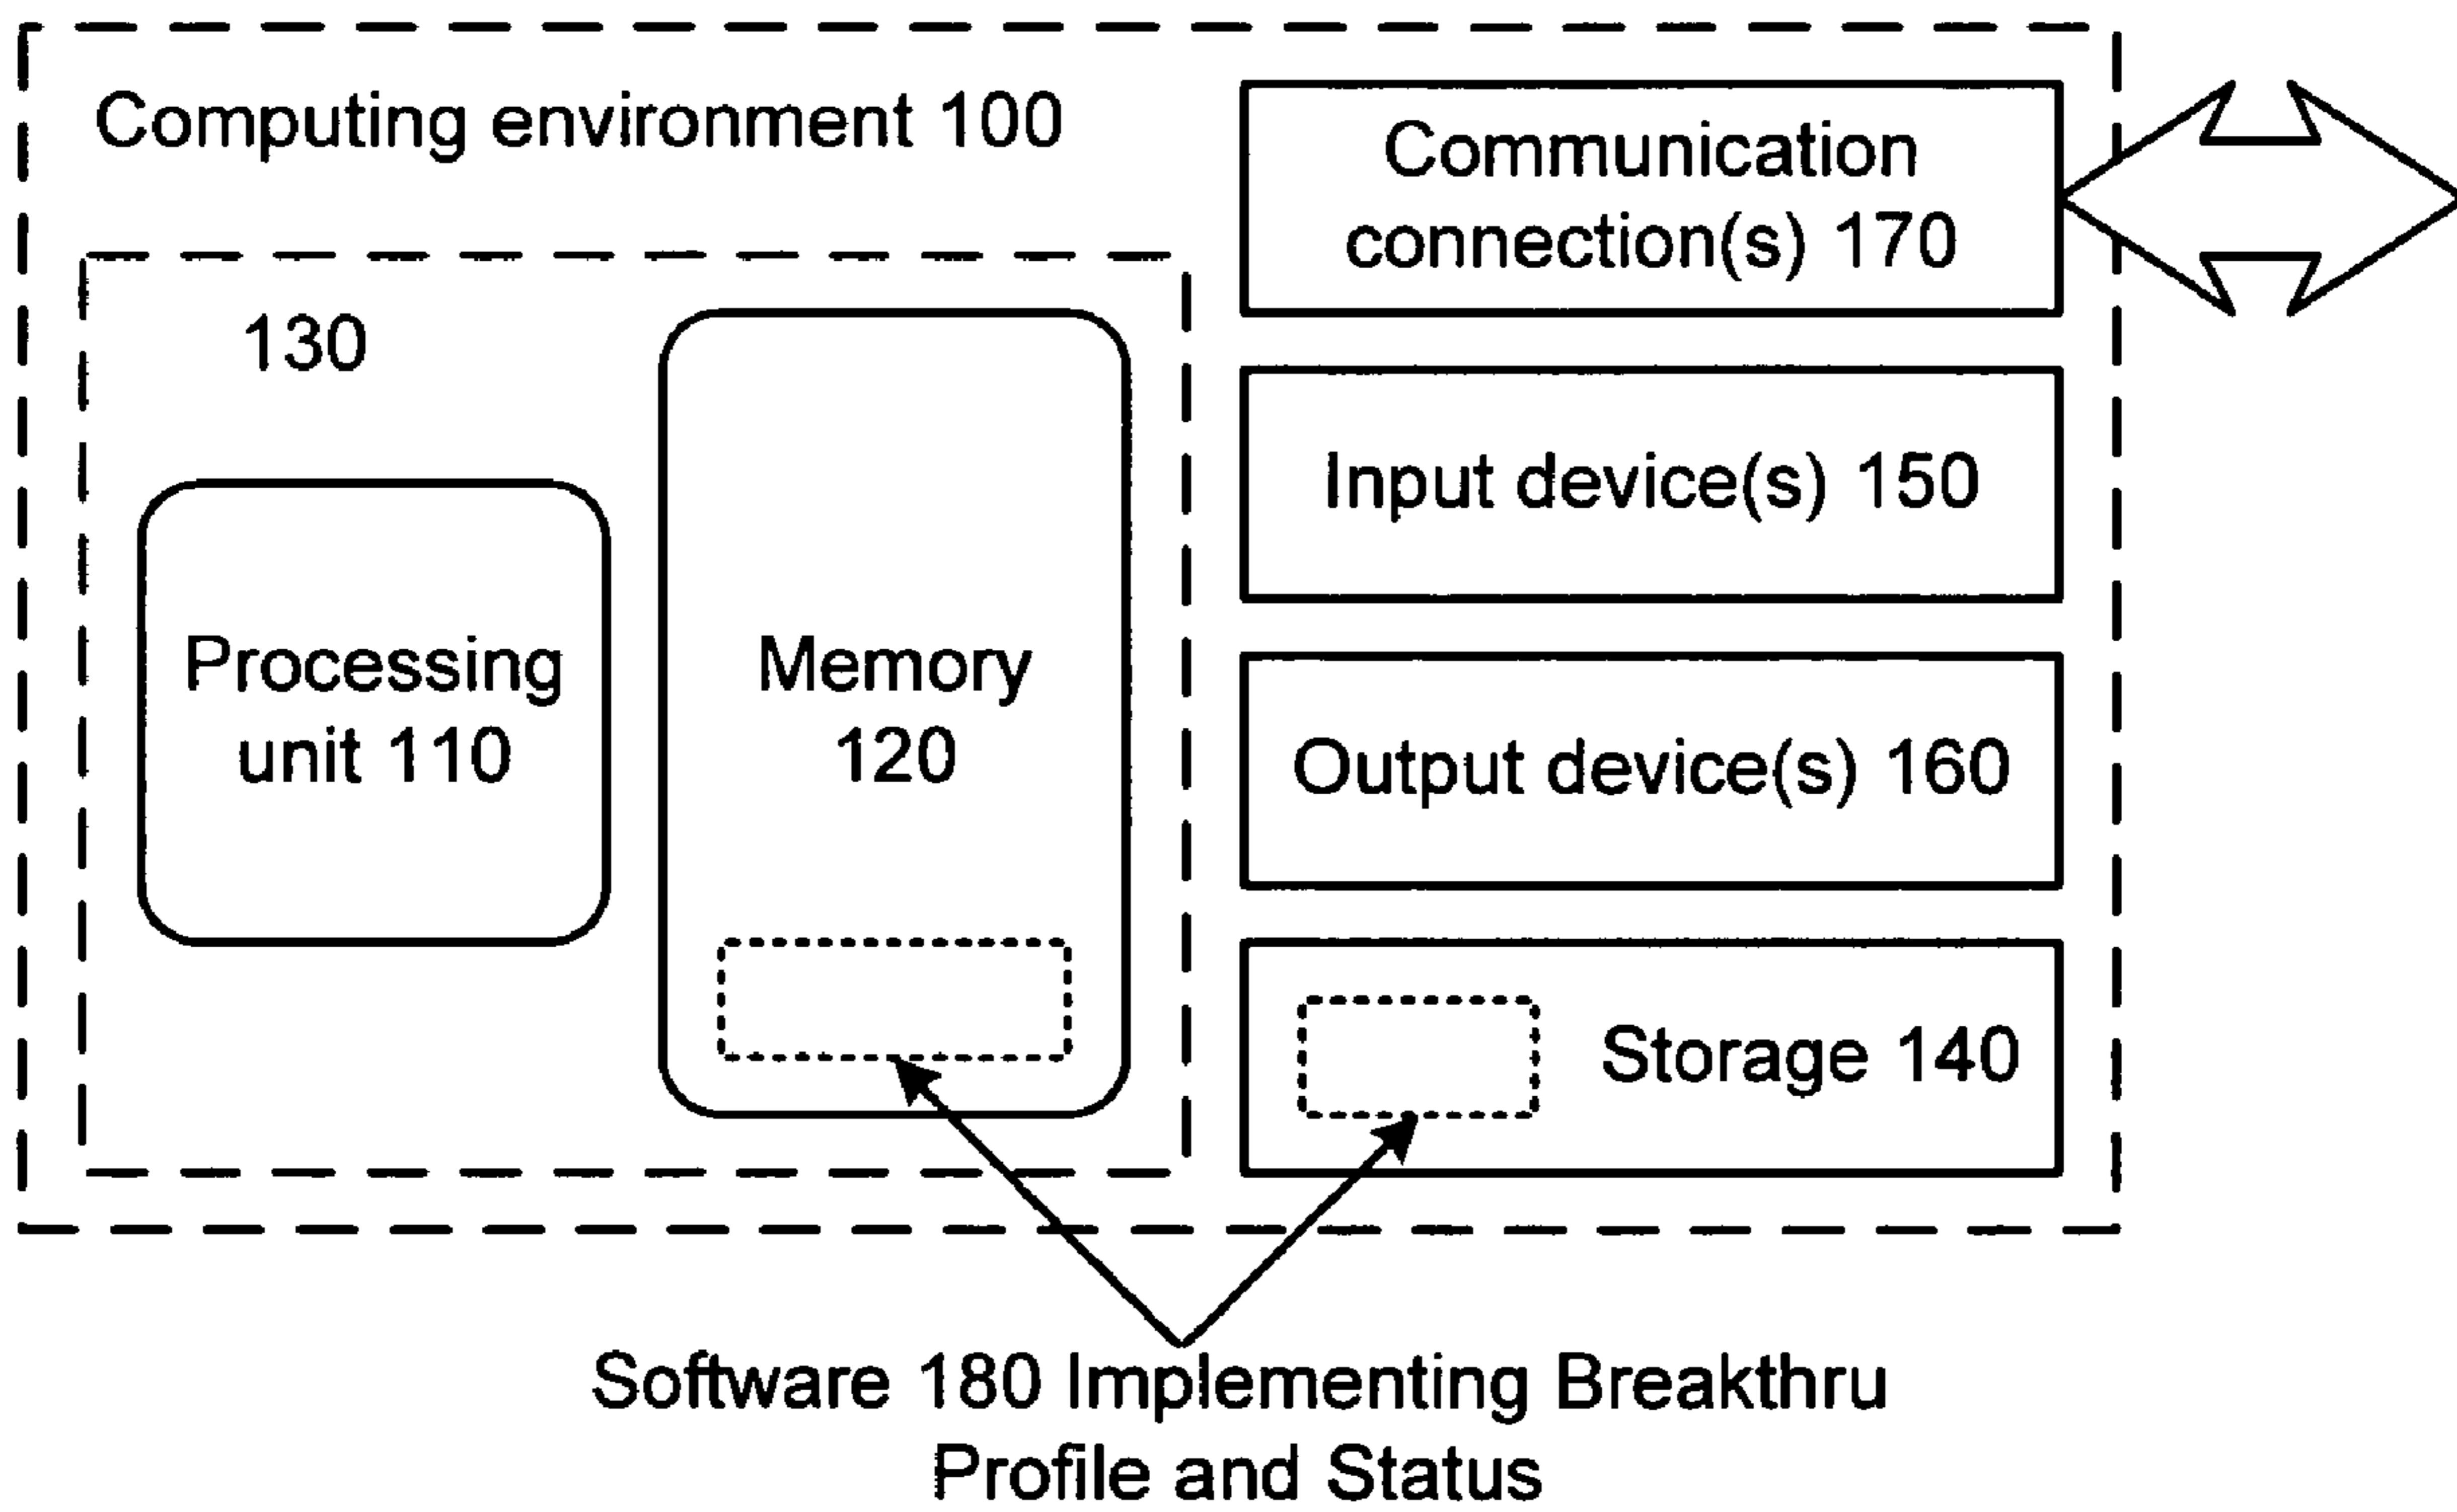 Computing environment 100
Communication
connection(s) 170
130
Input device(s) 150
Processing
unit 110
Memory
120
Output device(s) 160
Storage 140
Software 180 Implementing Breakthru
Profile and Status